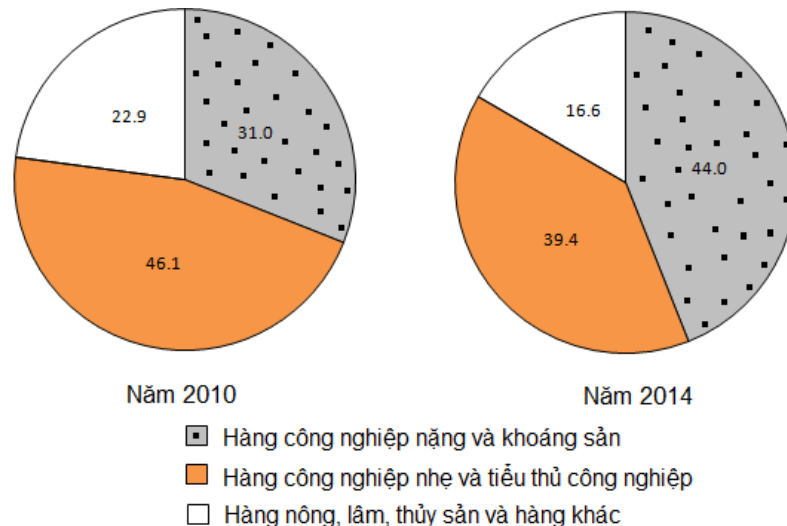 22.9
31.0
46.1
16.6
44.0
39.4
Năm 2010
Năm 2014
Hàng công nghiệp nặng và khoáng sản
Hàng công nghiệp nhẹ và tiểu thủ công nghiệp
Hàng nông, lâm, thủy sản và hàng khác